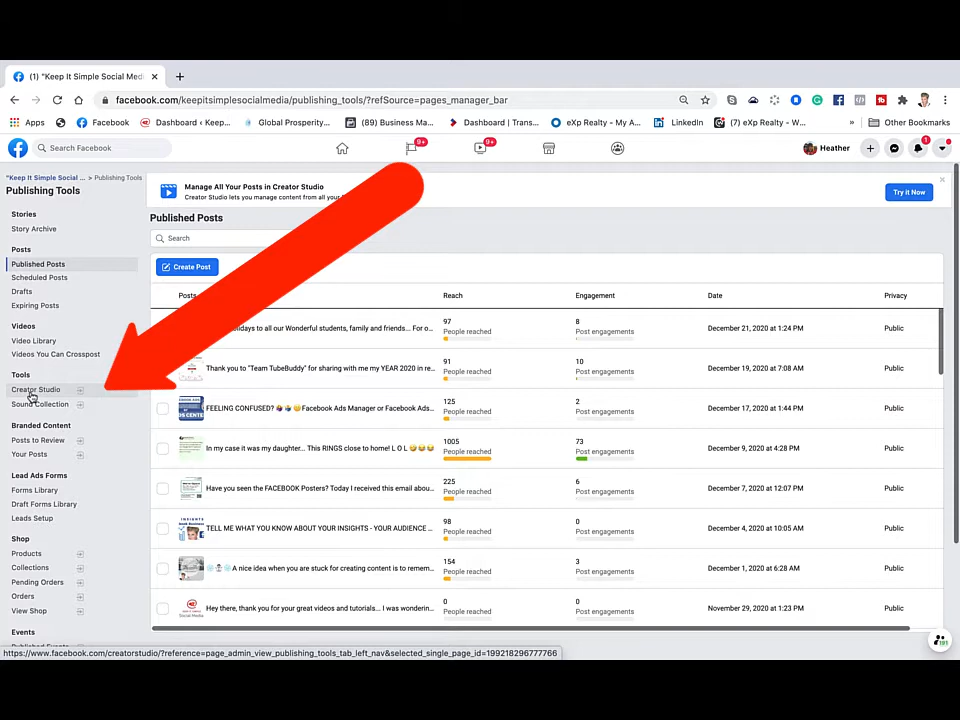 (1) "Keep It Simple Social Med
facebook.com/keepitsimplesocialmedia/publishing_tools/?refSource=pages_manager_bar
Apps Facebook Dashboard ‹ Keep... Global Prosperity... (89) Business Ma... Dashboard | Trans... eXp Realty - My A... LinkedIn (7) eXp Realty - W... » Other Bookmarks
Search Facebook 9+ 9+ Heather 1
"Keep It Simple Social ... > Publishing Tools
Publishing Tools
Stories
Story Archive
Posts
Published Posts
Scheduled Posts
Drafts
Expiring Posts
Videos
Video Library
Videos You Can Crosspost
Tools
Creator Studio
Sound Collection
Branded Content
Posts to Review
Your Posts
Lead Ads Forms
Forms Library
Draft Forms Library
Leads Setup
Shop
Products
Collections
Pending Orders
Orders
View Shop
Events
Manage All Your Posts in Creator Studio
Creator Studio lets you manage content from all your
Try it Now
Published Posts
Search
Create Post
Posts Reach Engagement Date Privacy
to all our Wonderful students, family and friends... For o... 97 People reached 8 Post engagements December 21, 2020 at 1:24 PM Public
Thank you to "Team TubeBuddy" for sharing with me my YEAR 2020 in re... 91 People reached 10 Post engagements December 19, 2020 at 7:08 AM Public
FEELING CONFUSED? 🤷‍♀️🤷‍♂️😊Facebook Ads Manager or Facebook Ads... 125 People reached 2 Post engagements December 17, 2020 at 1:44 PM Public
In my case it was my daughter... This RINGS close to home! L O L 🤣😂😂 1005 People reached 73 Post engagements December 9, 2020 at 4:28 PM Public
Have you seen the FACEBOOK Posters? Today I received this email about... 225 People reached 6 Post engagements December 7, 2020 at 12:07 PM Public
TELL ME WHAT YOU KNOW ABOUT YOUR INSIGHTS - YOUR AUDIENCE ... 98 People reached 0 Post engagements December 4, 2020 at 10:05 AM Public
A nice idea when you are stuck for creating content is to remem... 154 People reached 3 Post engagements December 1, 2020 at 6:28 AM Public
Hey there, thank you for your great videos and tutorials... I was wonderin... 0 People reached 0 Post engagements November 29, 2020 at 1:23 PM Public
https://www.facebook.com/creatorstudio/?reference=page_admin_view_publishing_tools_tab_left_nav&selected_single_page_id=199218296777766